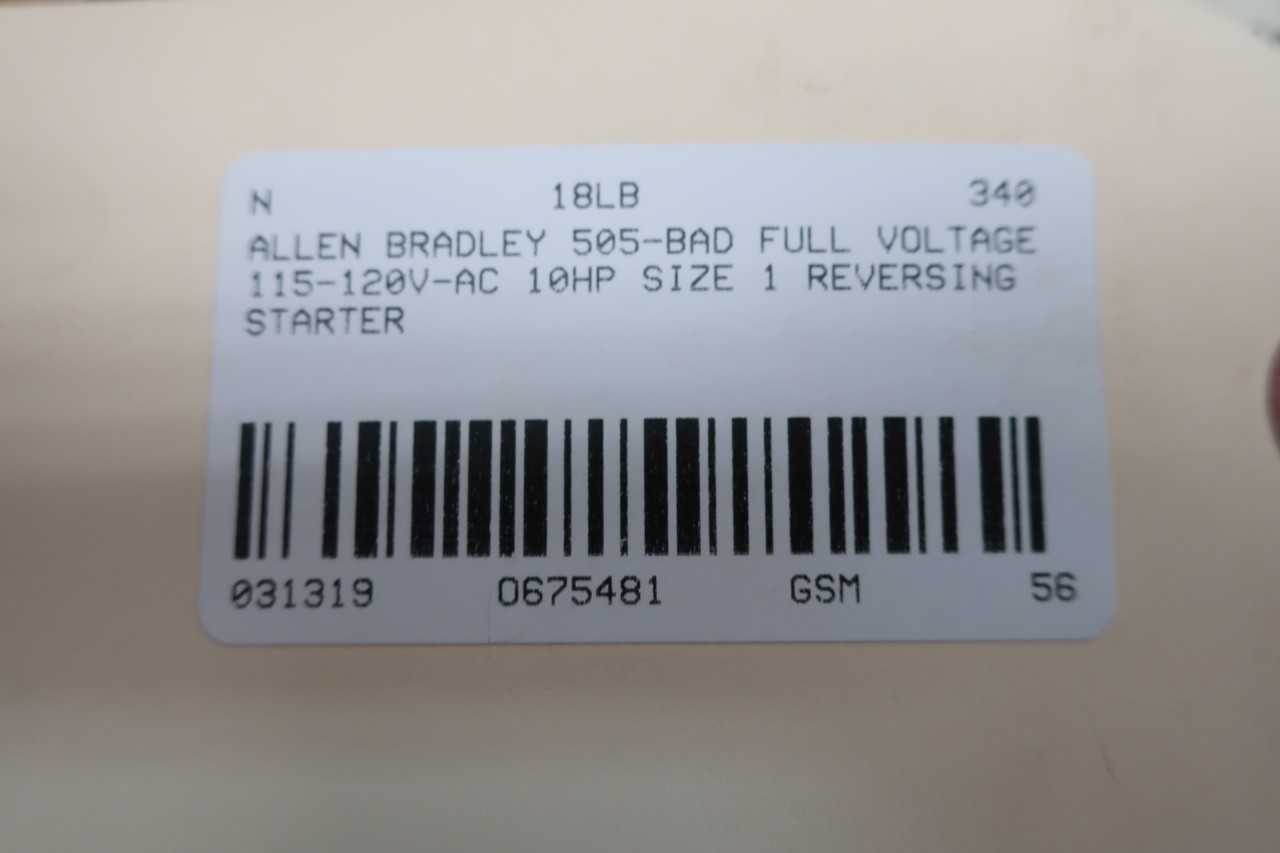 N 18LB 340
ALLEN BRADLEY 505-BAD FULL VOLTAGE
115-120V-AC 10HP SIZE 1 REVERSING
STARTER
031319 0675481 GSM 56